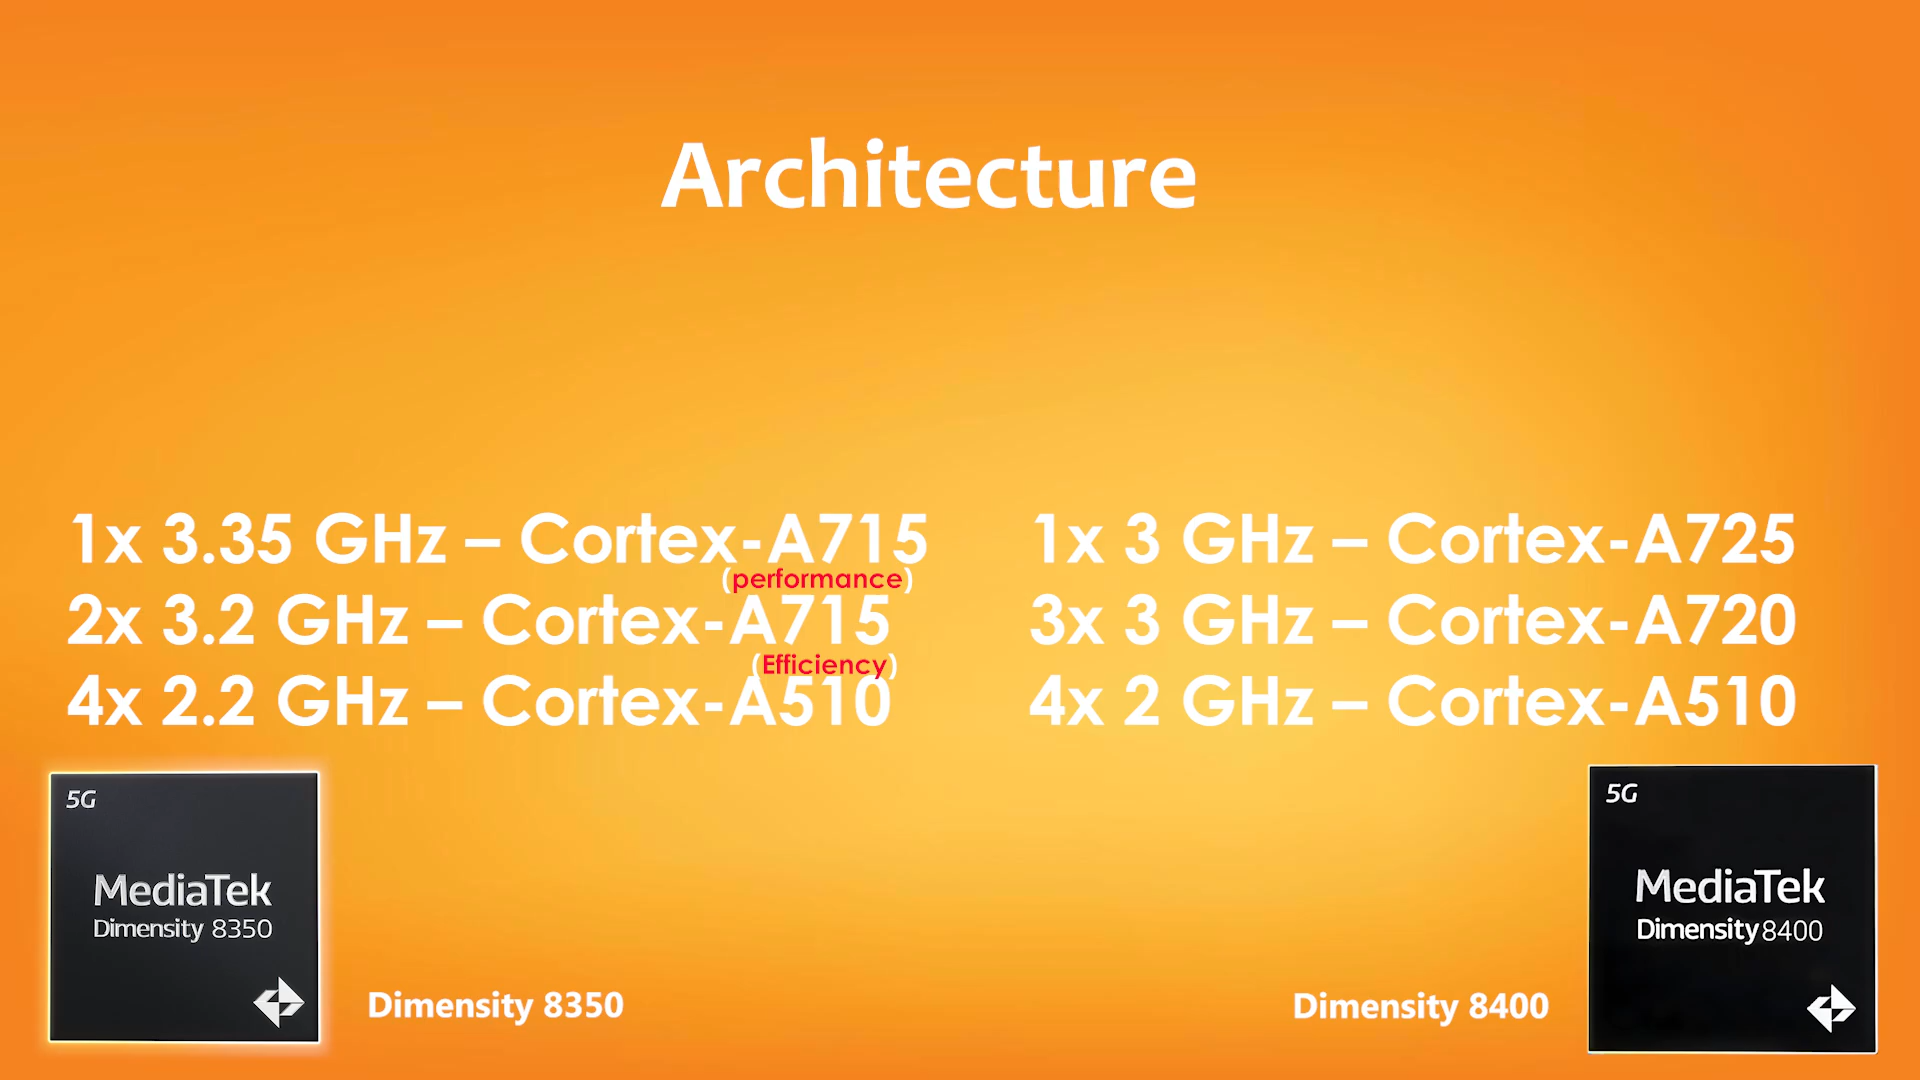 Architecture
1x 3.35 GHz – Cortex-A715
(performance)
2x 3.2 GHz – Cortex-A715
(Efficiency)
4x 2.2 GHz – Cortex-A510
1x 3 GHz – Cortex-A725
3x 3 GHz – Cortex-A720
4x 2 GHz – Cortex-A510
5G
MediaTek
Dimensity 8350
Dimensity 8350
Dimensity 8400
5G
MediaTek
Dimensity 8400